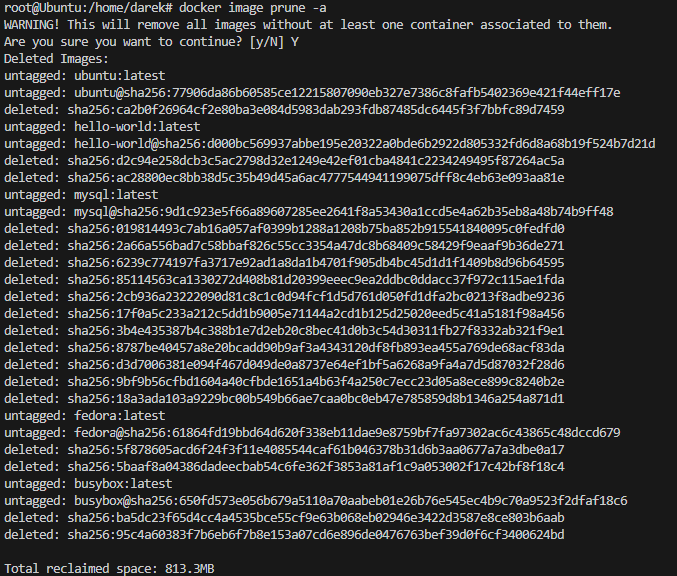 root@Ubuntu:/home/darek# docker image prune -a
WARNING! This will remove all images without at least one container associated to them.
Are you sure you want to continue? [y/N] Y
Deleted Images:
untagged: ubuntu:latest
untagged: ubuntu@sha256:77906da86b60585ce12215807090eb327e7386c8fafb5402369e421f44eff17e
deleted: sha256:ca2b0f26964cf2e80ba3e084d5983dab293fdb87485dc6445f3f7bbfc89d7459
untagged: hello-world:latest
untagged: hello-world@sha256:d000bc569937abbe195e20322a0bde6b2922d805332fd6d8a68b19f524b7d21d
deleted: sha256:d2c94e258dcb3c5ac2798d32e1249e42ef01cba4841c2234249495f87264ac5a
deleted: sha256:ac28800ec8bb38d5c35b49d45a6ac4777544941199075dff8c4eb63e093aa81e
untagged: mysql:latest
untagged: mysql@sha256:9d1c923e5f66a89607285ee2641f8a53430a1ccd5e4a62b35eb8a48b74b9ff48
deleted: sha256:019814493c7ab16a057af0399b1288a1208b75ba852b915541840095c0fedfd0
deleted: sha256:2a66a556bad7c58bbaf826c55cc3354a47dc8b68409c58429f9eaaf9b36de271
deleted: sha256:6239c774197fa3717e92ad1a8da1b4701f905db4bc45d1d1f1409b8d96b64595
deleted: sha256:85114563ca1330272d408b81d20399eeec9ea2ddbc0ddacc37f972c115ae1fda
deleted: sha256:2cb936a23222090d81c8c1c0d94fcf1d5d761d050fd1dfa2bc0213f8adbe9236
deleted: sha256:17f0a5c233a212c5dd1b9005e71144a2cd1b125d25020eed5c41a5181f98a456
deleted: sha256:3b4e435387b4c388b1e7d2eb20c8bec41d0b3c54d30311fb27f8332ab321f9e1
deleted: sha256:8787be40457a8e20bcadd90b9af3a4343120df8fb893ea455a769de68acf83da
deleted: sha256:d3d7006381e094f467d049de0a8737e64ef1bf5a6268a9fa4a7d5d87032f28d6
deleted: sha256:9bf9b56cfbd1604a40cfbde1651a4b63f4a250c7ecc23d05a8ece899c8240b2e
deleted: sha256:18a3ada103a9229bc00b549b66ae7caa0bc0eb47e785859d8b1346a254a871d1
untagged: fedora:latest
untagged: fedora@sha256:61864fd19bbd64d620f338eb11dae9e8759bf7fa97302ac6c43865c48dccd679
deleted: sha256:5f878605acd6f24f3f11e4085544caf61b046378b31d6b3aa0677a7a3dbe0a17
deleted: sha256:5baaf8a04386dadeecbab54c6fe362f3853a81af1c9a053002f17c42bf8f18c4
untagged: busybox:latest
untagged: busybox@sha256:650fd573e056b679a5110a70aabeb01e26b76e545ec4b9c70a9523f2dfaf18c6
deleted: sha256:ba5dc23f65d4cc4a4535bce55cf9e63b068eb02946e3422d3587e8ce803b6aab
deleted: sha256:95c4a60383f7b6eb6f7b8e153a07cd6e896de0476763bef39d0f6cf3400624bd
Total reclaimed space: 813.3MB